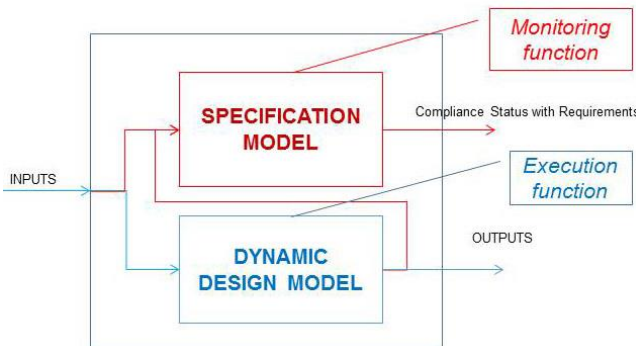 Monitoring
function
SPECIFICATION
MODEL
Compliance Status with Requirements
Execution
function
INPUTS
DYNAMIC
DESIGN MODEL
OUTPUTS